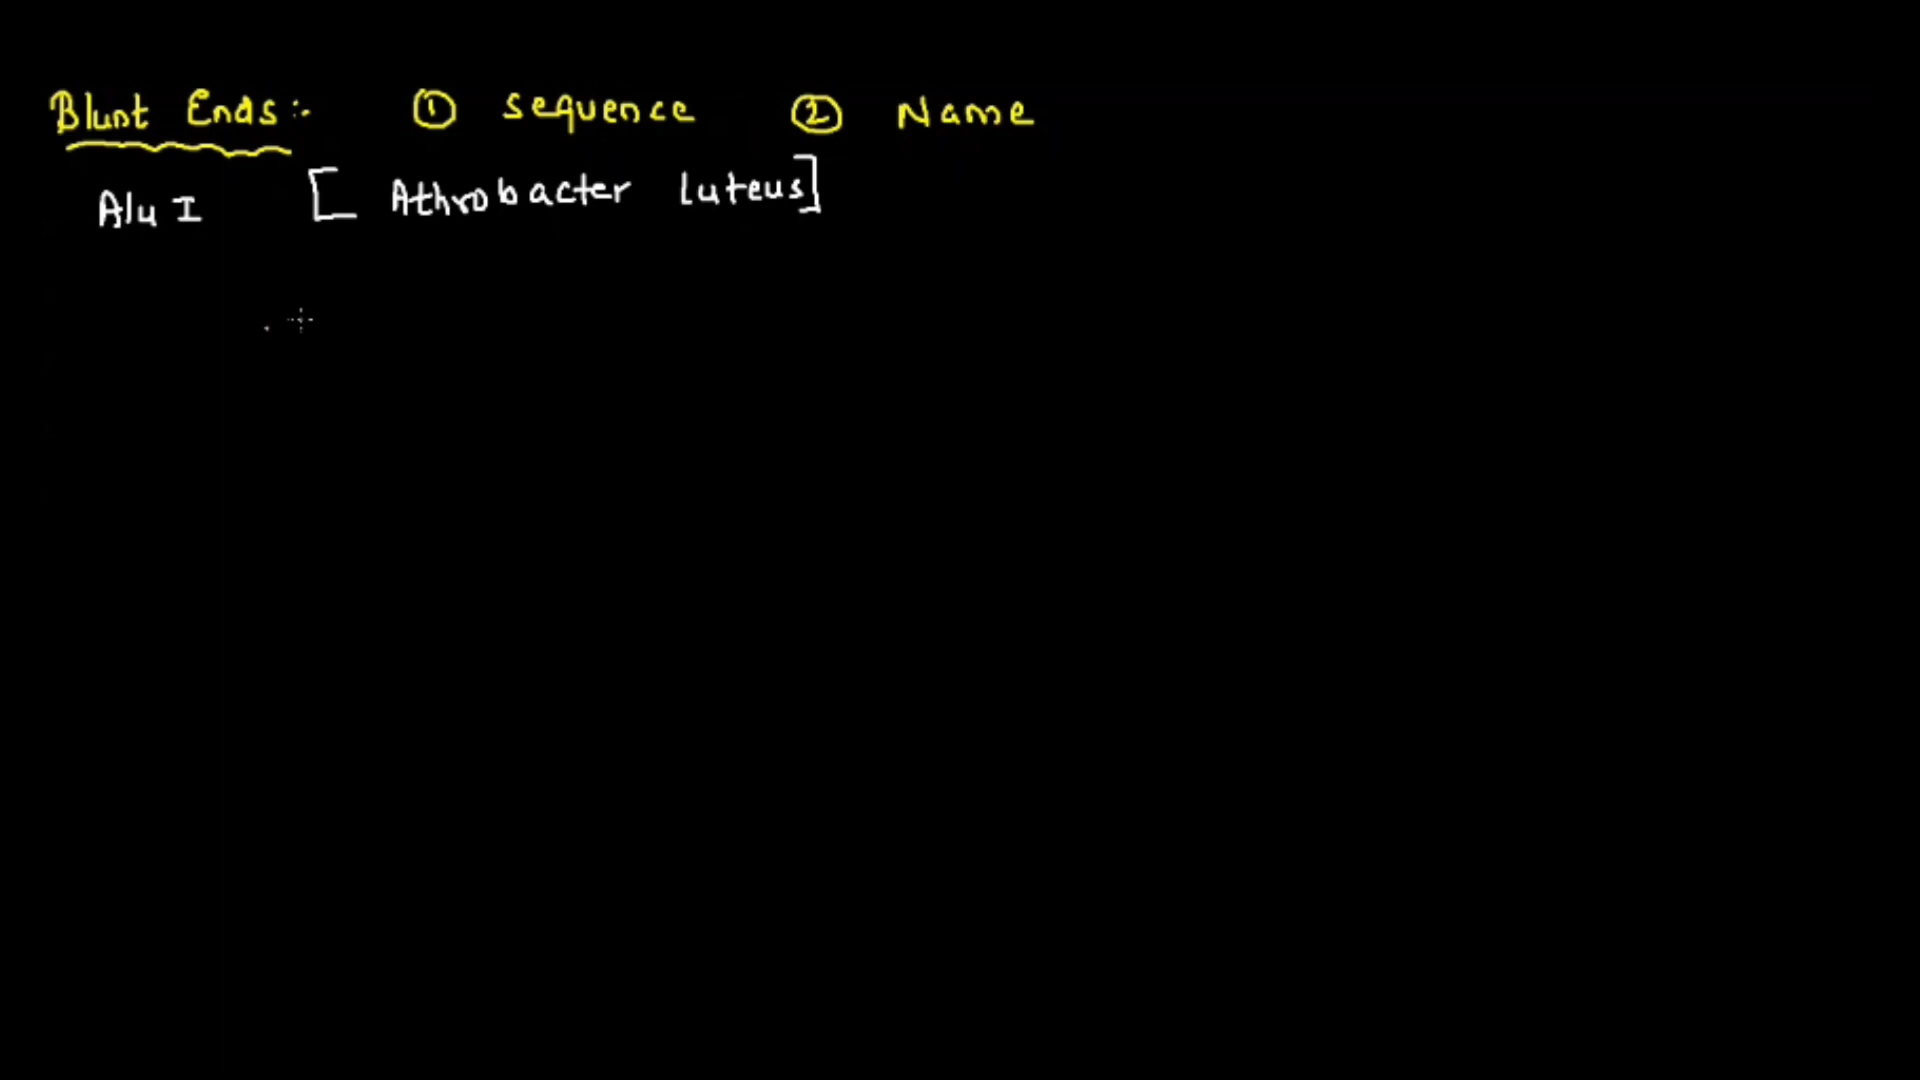 Blunt Ends:- ① sequence ② Name
Alu I [Athrobacter luteus]